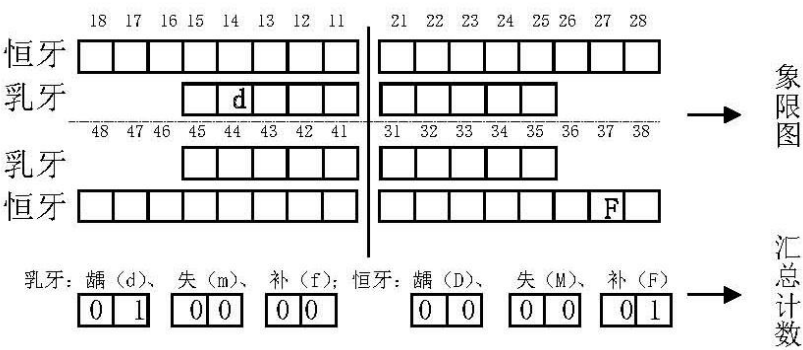 18 17 16 15 14 13 12 11 21 22 23 24 25 26 27 28
恒牙
乳牙 d
象限图
48 47 46 45 44 43 42 41 31 32 33 34 35 36 37 38
乳牙
恒牙 F
乳牙：龋（d）、 失（m）、 补（f）；恒牙：龋（D）、 失（M）、 补（F）
0 1 0 0 0 0 0 0 0 0 0 1
汇总计数